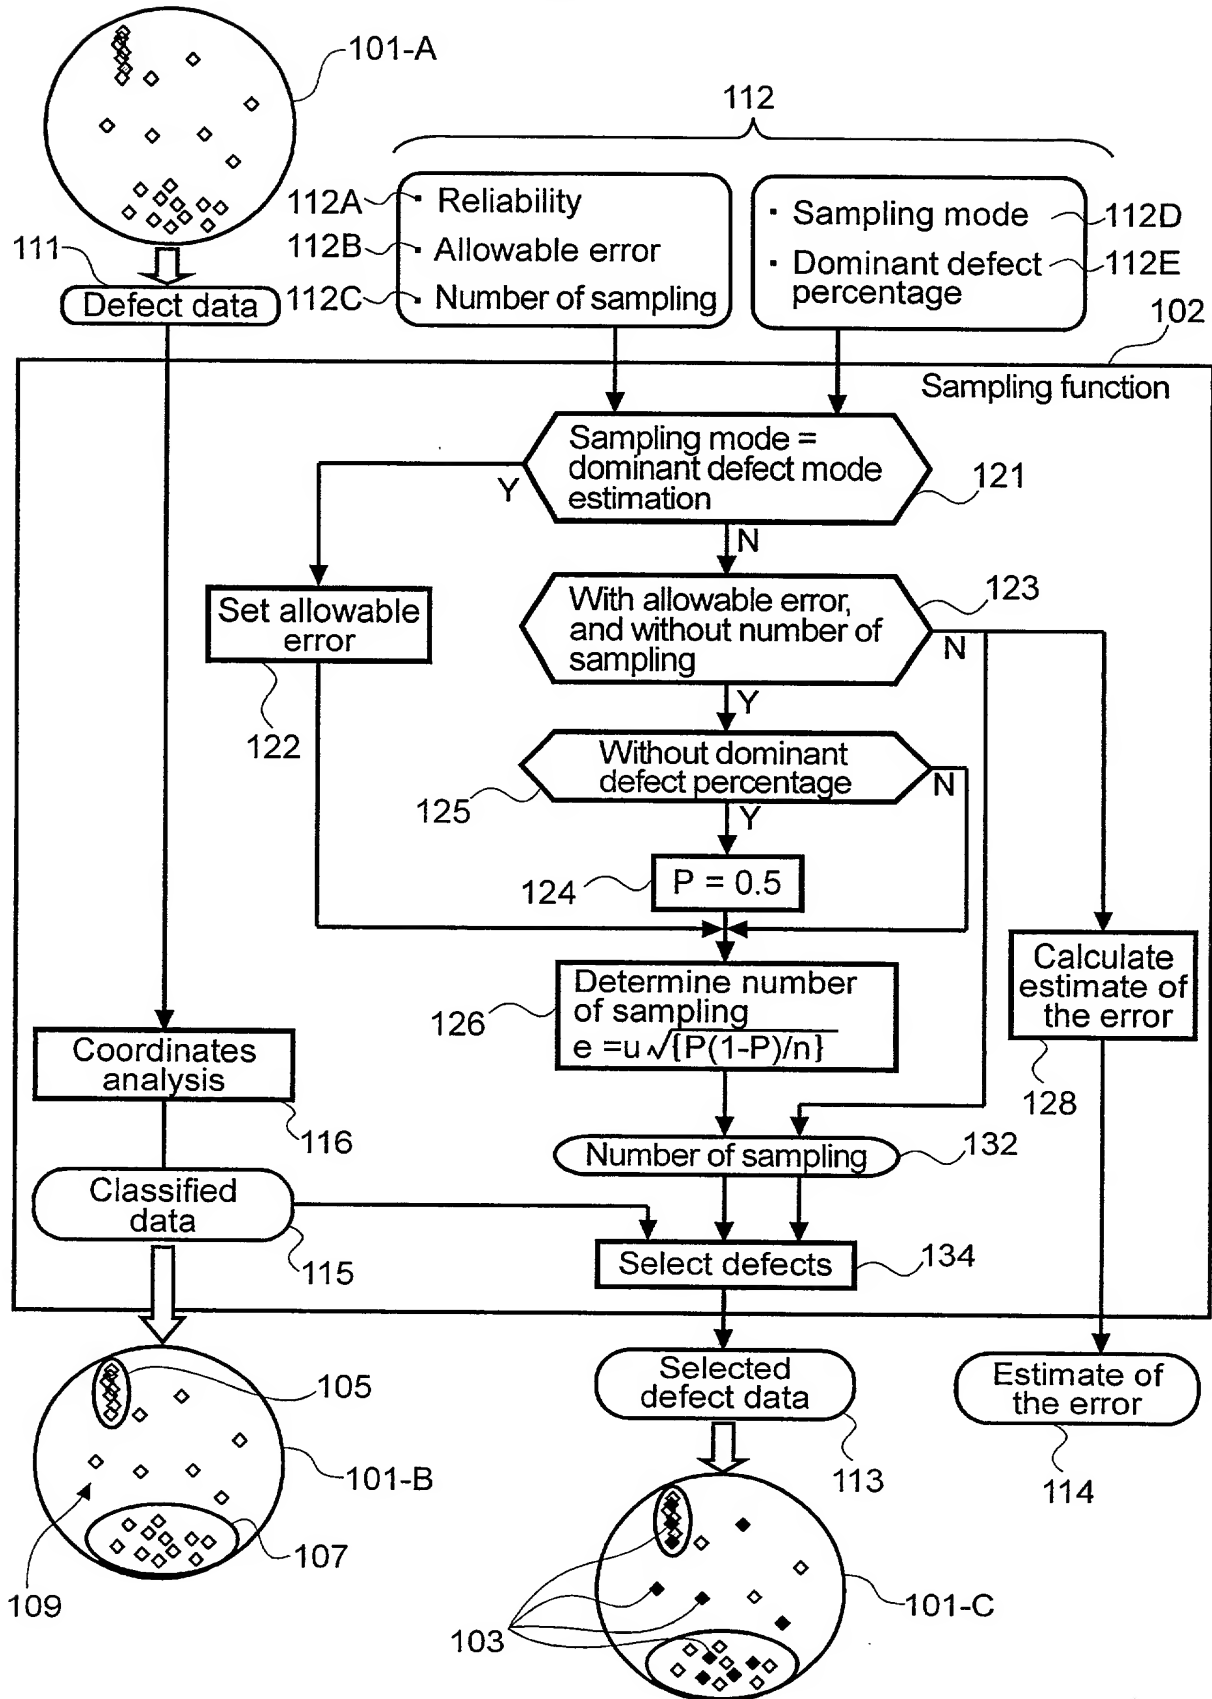 101-A
112
112A
· Reliability
112B
· Allowable error
112C
· Number of sampling
· Sampling mode
112D
· Dominant defect
percentage
112E
111
Defect data
102
Sampling function
Sampling mode =
dominant defect mode
estimation
121
Y
N
Set allowable
error
122
With allowable error,
and without number of
sampling
123
N
Y
Without dominant
defect percentage
125
N
Y
124
P = 0.5
126
Determine number
of sampling
e =u√{P(1-P)/n}
Calculate
estimate of
the error
128
Coordinates
analysis
116
Number of sampling
132
Classified
data
115
Select defects
134
105
101-B
107
109
Selected
defect data
113
Estimate of
the error
114
103
101-C